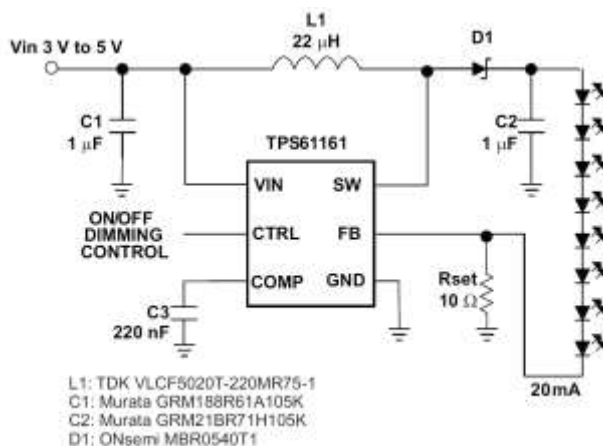 L1
22 μH
Vin 3 V to 5 V
D1
C1
1 μF
C2
1 μF
TPS61161
VIN
SW
ON/OFF
DIMMING
CONTROL
CTRL
FB
COMP
GND
Rset
10 Ω
C3
220 nF
20mA
L1: TDK VLCF5020T-220MR75-1
C1: Murata GRM188R61A105K
C2: Murata GRM21BR71H105K
D1: ONsemi MBR0540T1